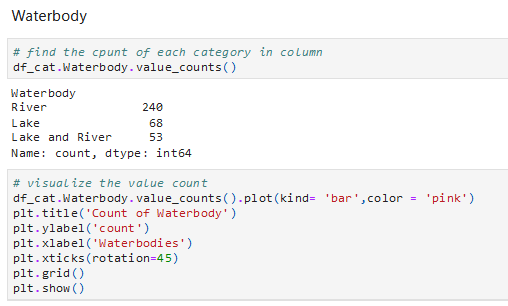 Waterbody
# find the cpunt of each category in column
df_cat.Waterbody.value_counts()
Waterbody
River             240
Lake               68
Lake and River     53
Name: count, dtype: int64
# visualize the value count
df_cat.Waterbody.value_counts().plot(kind= 'bar',color = 'pink')
plt.title('Count of Waterbody')
plt.ylabel('count')
plt.xlabel('Waterbodies')
plt.xticks(rotation=45)
plt.grid()
plt.show()